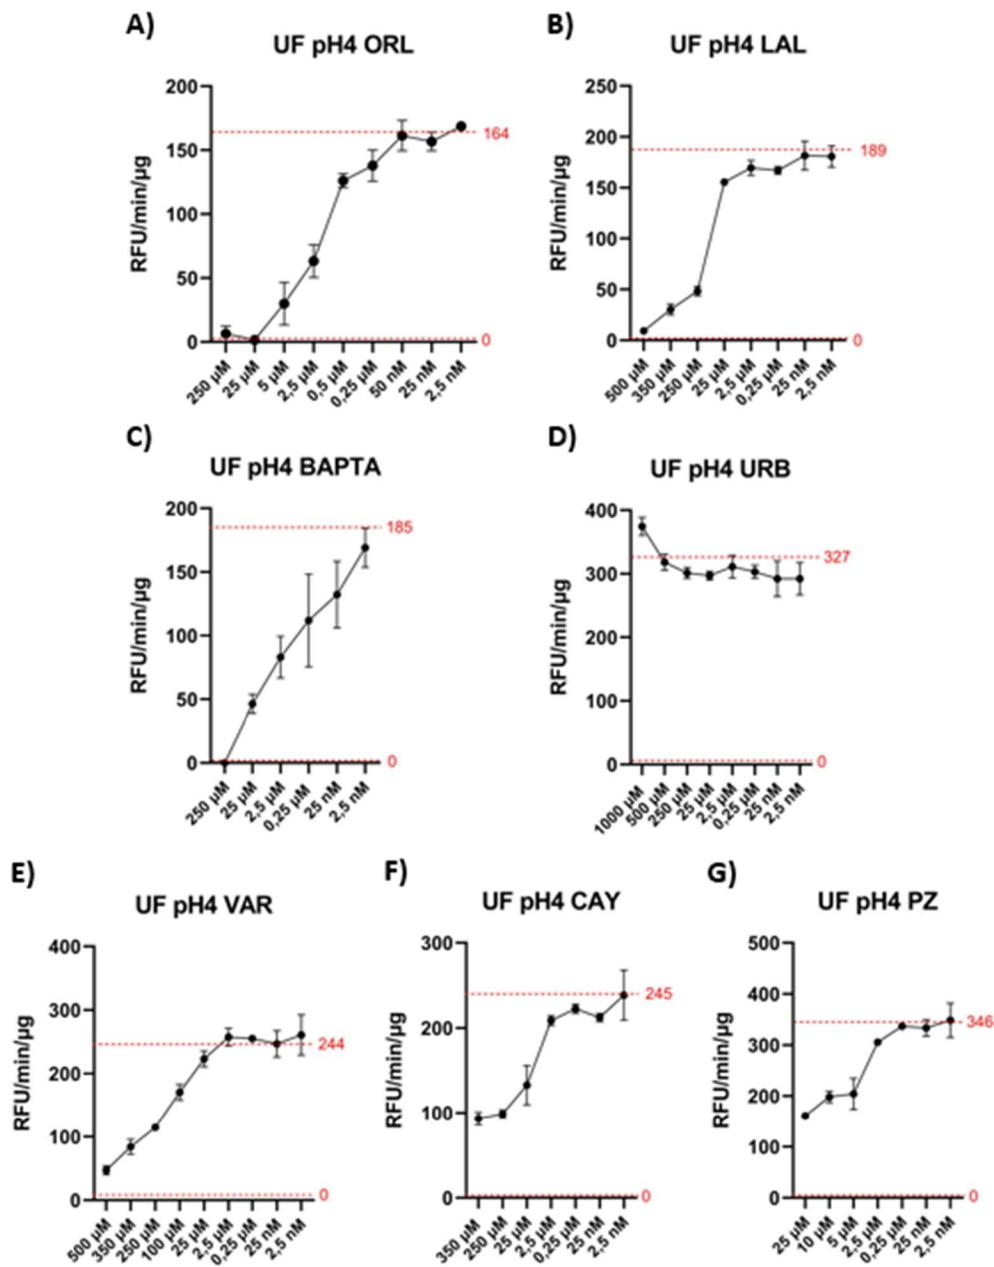 A)
UF pH4 ORL
RFU/min/µg
200
150
100
50
0
164
0
250 µM
25 µM
5 µM
2,5 µM
0,5 µM
0,25 µM
50 nM
25 nM
2,5 nM
B)
UF pH4 LAL
RFU/min/µg
250
200
150
100
50
0
189
0
500 µM
350 µM
250 µM
25 µM
2,5 µM
0,25 µM
25 nM
2,5 nM
C)
UF pH4 BAPTA
RFU/min/µg
200
150
100
50
0
185
0
250 µM
25 µM
2,5 µM
0,25 µM
25 nM
2,5 nM
D)
UF pH4 URB
RFU/min/µg
400
300
200
100
0
327
0
1000 µM
500 µM
250 µM
25 µM
2,5 µM
0,25 µM
25 nM
2,5 nM
E)
UF pH4 VAR
RFU/min/µg
400
300
200
100
0
244
0
500 µM
350 µM
250 µM
100 µM
25 µM
2,5 µM
0,25 µM
25 nM
2,5 nM
F)
UF pH4 CAY
RFU/min/µg
300
200
100
0
245
0
350 µM
250 µM
25 µM
2,5 µM
0,25 µM
25 nM
2,5 nM
G)
UF pH4 PZ
RFU/min/µg
500
400
300
200
100
0
346
0
25 µM
10 µM
5 µM
2,5 µM
0,25 µM
25 nM
2,5 nM